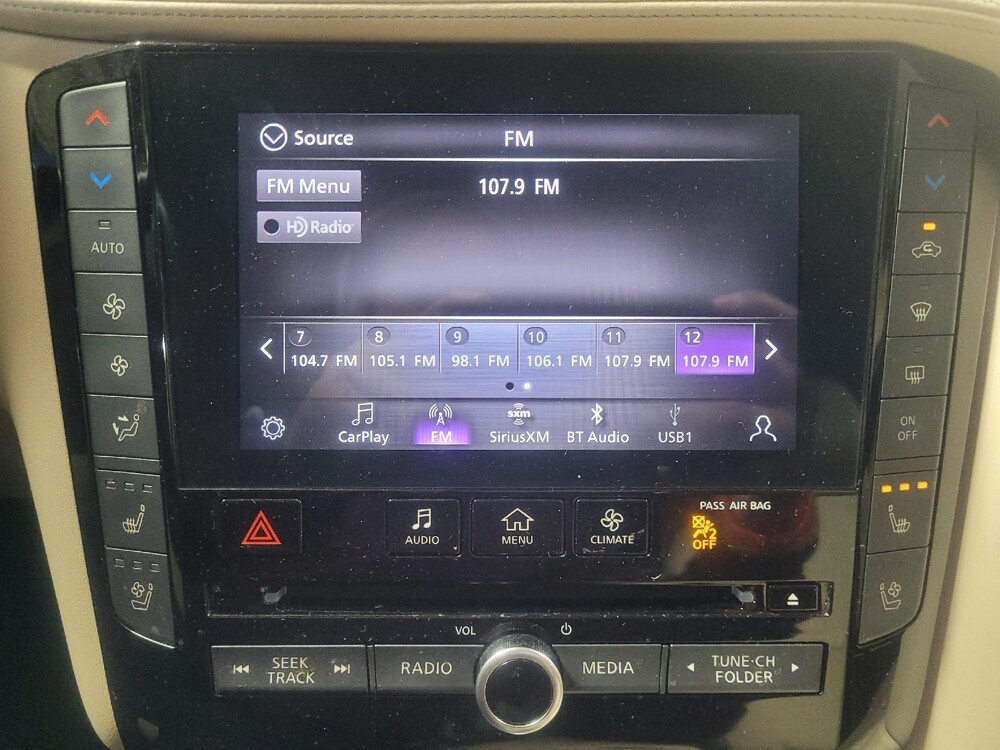 Source
FM
FM Menu
107.9 FM
HD Radio
AUTO
7
8
9
10
11
12
104.7 FM
105.1 FM
98.1 FM
106.1 FM
107.9 FM
107.9 FM
ON
OFF
sxm
CarPlay
FM
SiriusXM
BT Audio
USB1
PASS AIR BAG
AUDIO
MENU
CLIMATE
2
OFF
VOL
SEEK
TRACK
RADIO
MEDIA
TUNE·CH
FOLDER